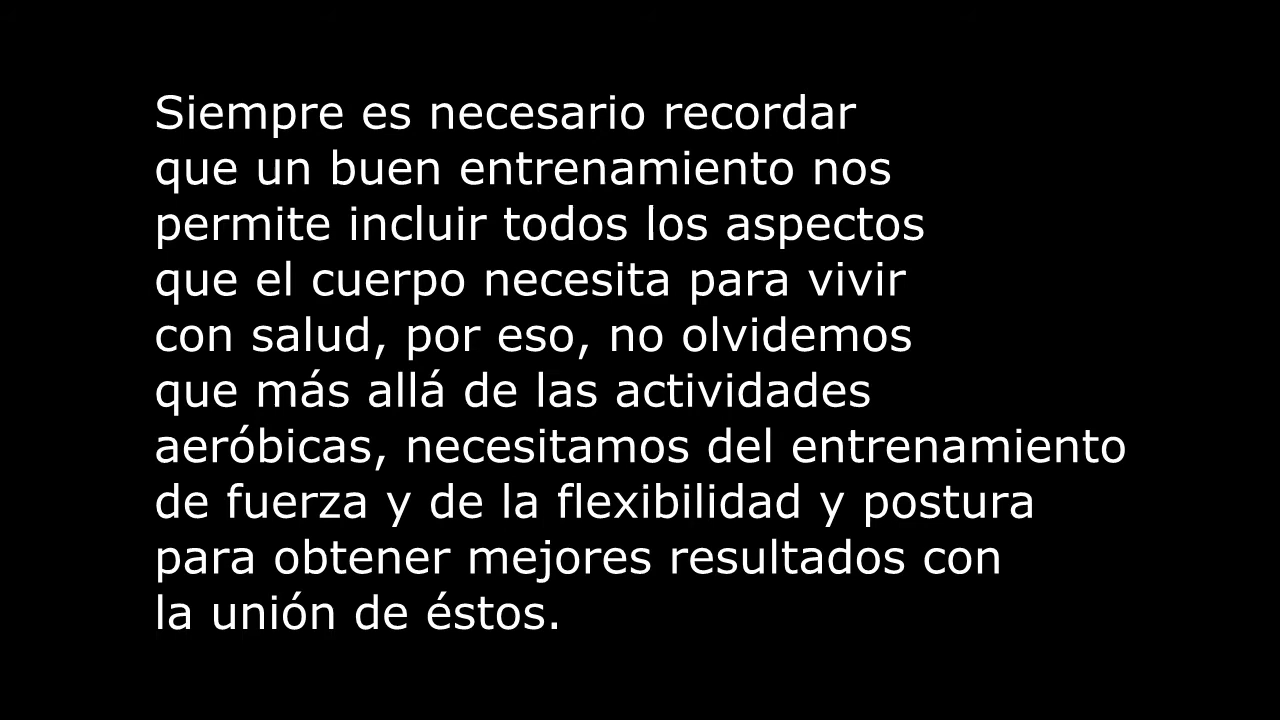 Siempre es necesario recordar
que un buen entrenamiento nos
permite incluir todos los aspectos
que el cuerpo necesita para vivir
con salud, por eso, no olvidemos
que más allá de las actividades
aeróbicas, necesitamos del entrenamiento
de fuerza y de la flexibilidad y postura
para obtener mejores resultados con
la unión de éstos.